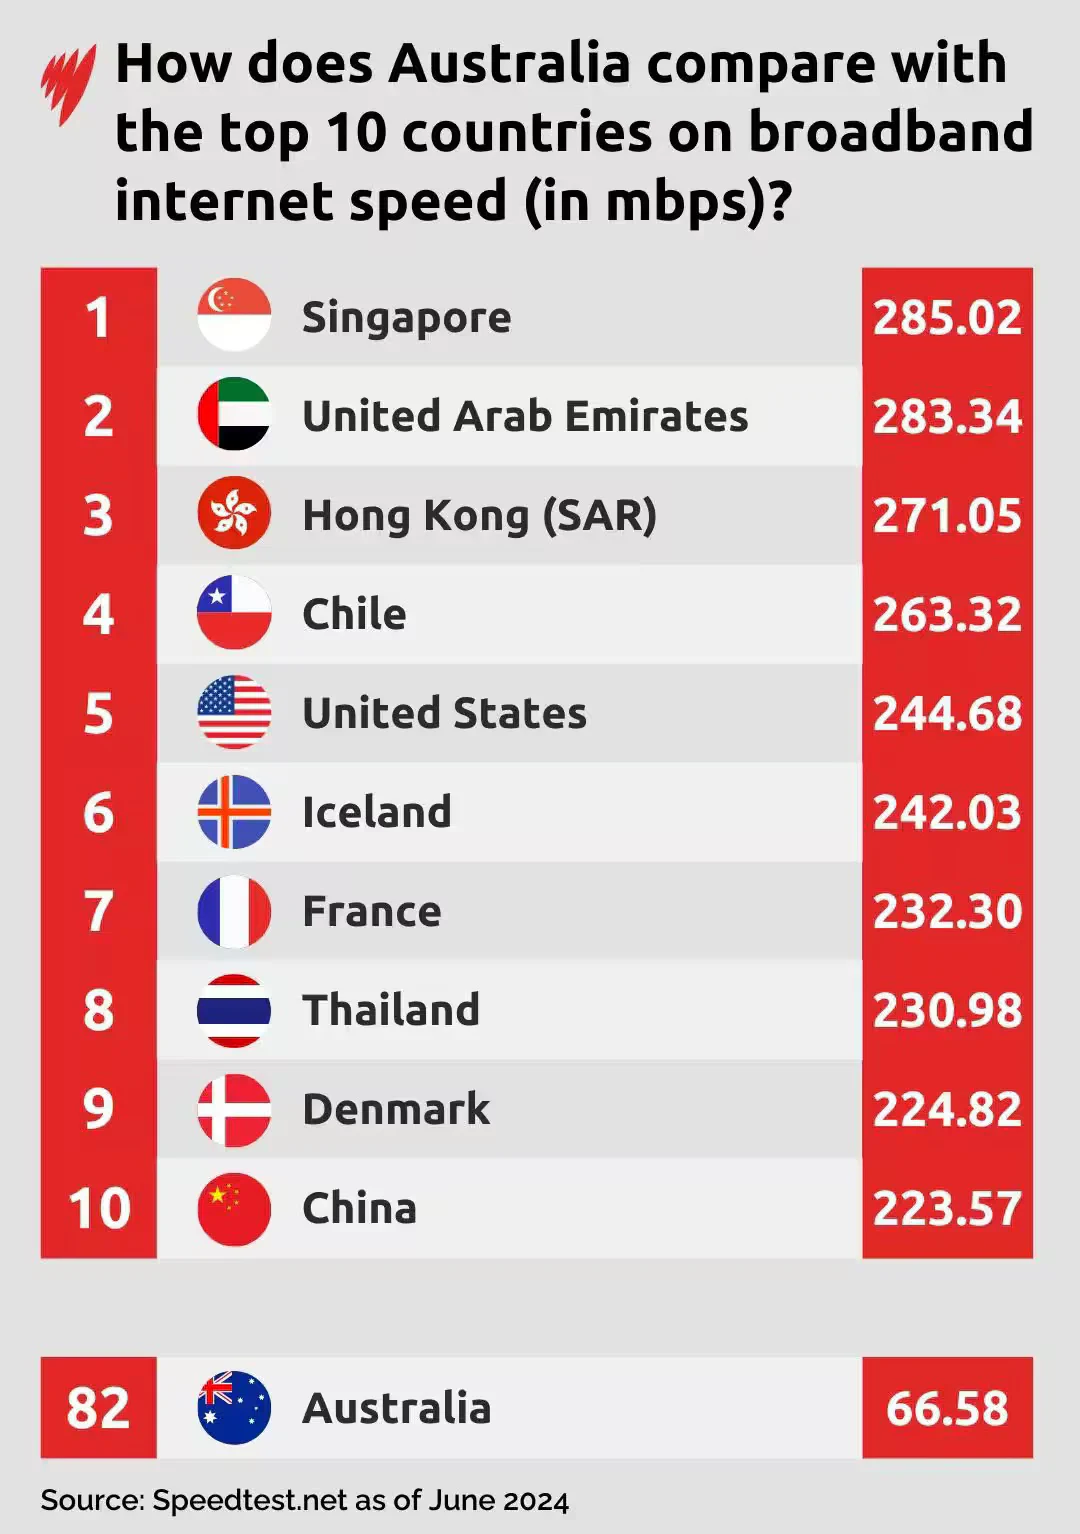 How does Australia compare with
the top 10 countries on broadband
internet speed (in mbps)?
1 Singapore 285.02
2 United Arab Emirates 283.34
3 Hong Kong (SAR) 271.05
4 Chile 263.32
5 United States 244.68
6 Iceland 242.03
7 France 232.30
8 Thailand 230.98
9 Denmark 224.82
10 China 223.57
82 Australia 66.58
Source: Speedtest.net as of June 2024